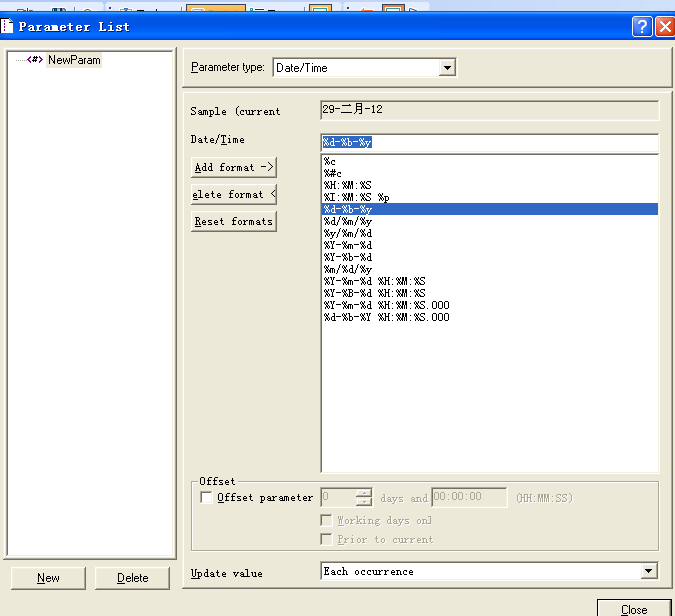 Parameter List
<#> NewParam
Parameter type: Date/Time
Sample (current
29-二月-12
Date/Time
%d-%b-%y
Add format ->
elete format <
Reset formats
%c
%#c
%H:%M:%S
%I:%M:%S %p
%d-%b-%y
%d/%m/%y
%y/%m/%d
%Y-%m-%d
%Y-%b-%d
%m/%d/%y
%Y-%m-%d %H:%M:%S
%Y-%B-%d %H:%M:%S
%Y-%m-%d %H:%M:%S.000
%d-%b-%Y %H:%M:%S.000
Offset
Offset parameter 0 days and 00:00:00 (HH:MM:SS)
Working days onl
Prior to current
New
Delete
Update value
Each occurrence
Close